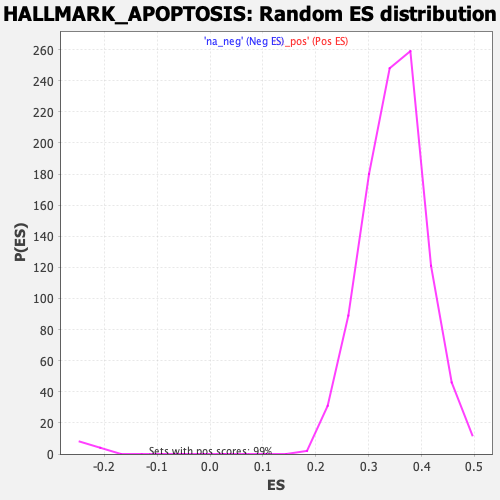 HALLMARK_APOPTOSIS: Random ES distribution
'na_neg' (Neg ES)_pos' (Pos ES)
260
240
220
200
180
160
140
120
100
80
60
40
20
0
P(ES)
Sets with pos scores: 99%
-0.2 -0.1 0.0 0.1 0.2 0.3 0.4 0.5
ES